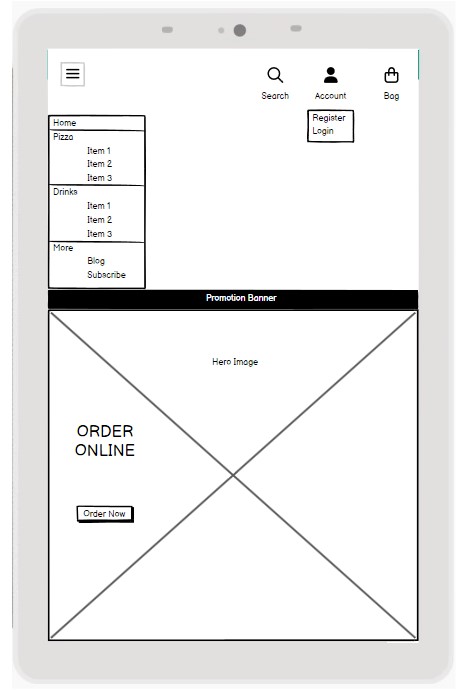 Search
Account
Bag
Register
Login
Home
Pizza
Item 1
Item 2
Item 3
Drinks
Item 1
Item 2
Item 3
More
Blog
Subscribe
Promotion Banner
Hero Image
ORDER
ONLINE
Order Now